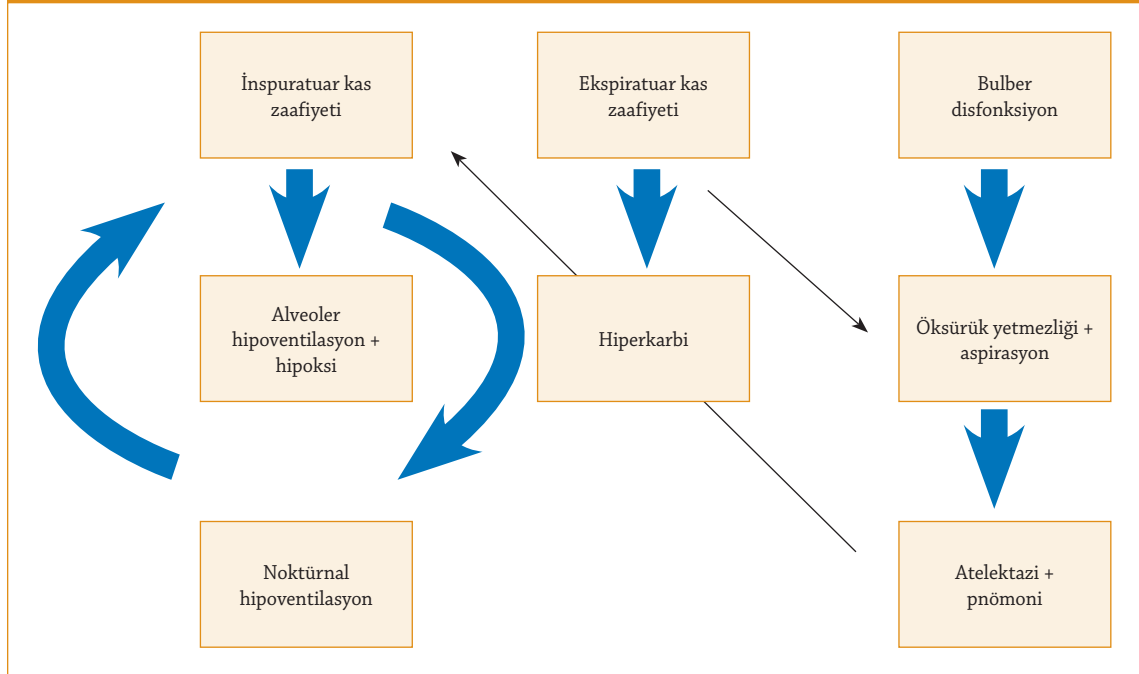 İnspuratuar kas
zaafiyeti
Ekspiratuar kas
zaafiyeti
Bulber
disfonksiyon
Alveoler
hipoventilasyon +
hipoksi
Hiperkarbi
Öksürük yetmezliği +
aspirasyon
Noktürnal
hipoventilasyon
Atelektazi +
pnömoni